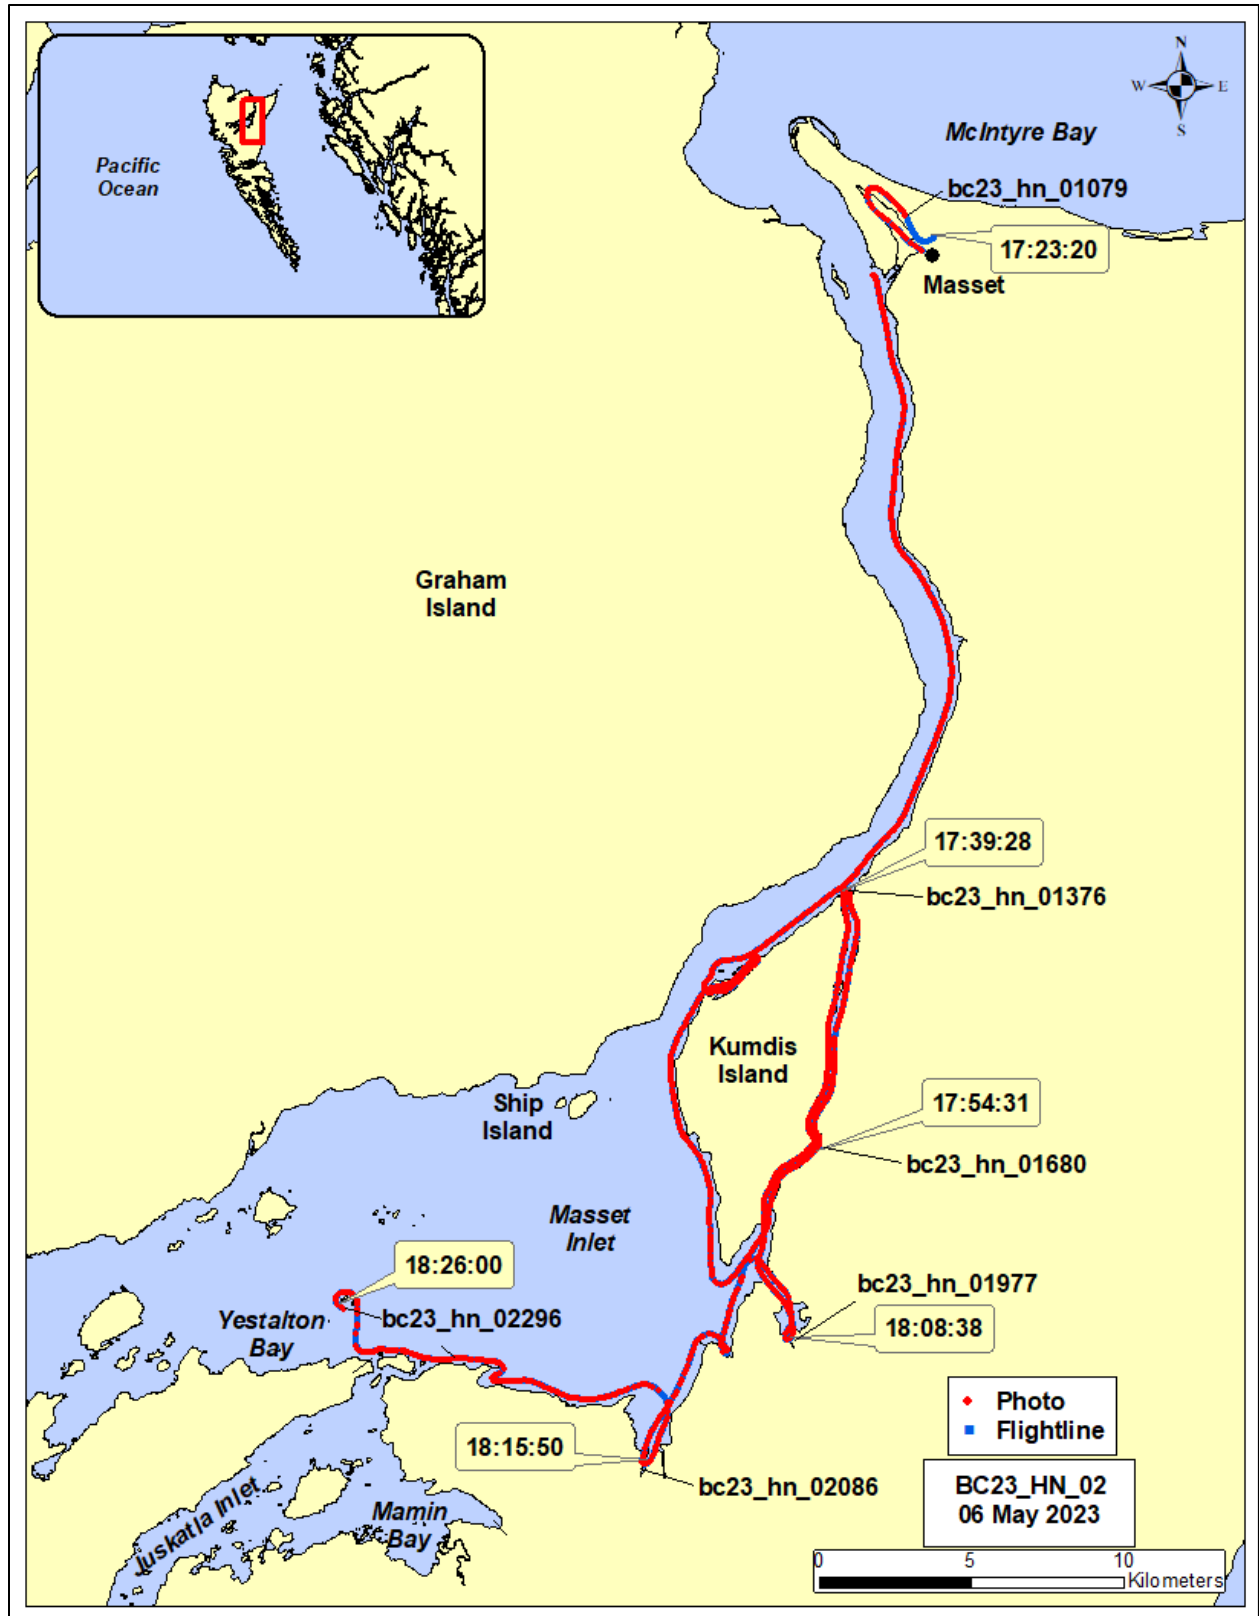 N
W E
S
McIntyre Bay
Pacific
Ocean
bc23_hn_01079
17:23:20
Masset
Graham
Island
17:39:28
bc23_hn_01376
Kumdis
Island
Ship
Island
17:54:31
bc23_hn_01680
Masset
Inlet
18:26:00
bc23_hn_01977
bc23_hn_02296
Yestalton
Bay
18:08:38
Photo
Flightline
18:15:50
bc23_hn_02086
BC23_HN_02
06 May 2023
Juskatla Inlet
Mamin
Bay
0 5 10
Kilometers